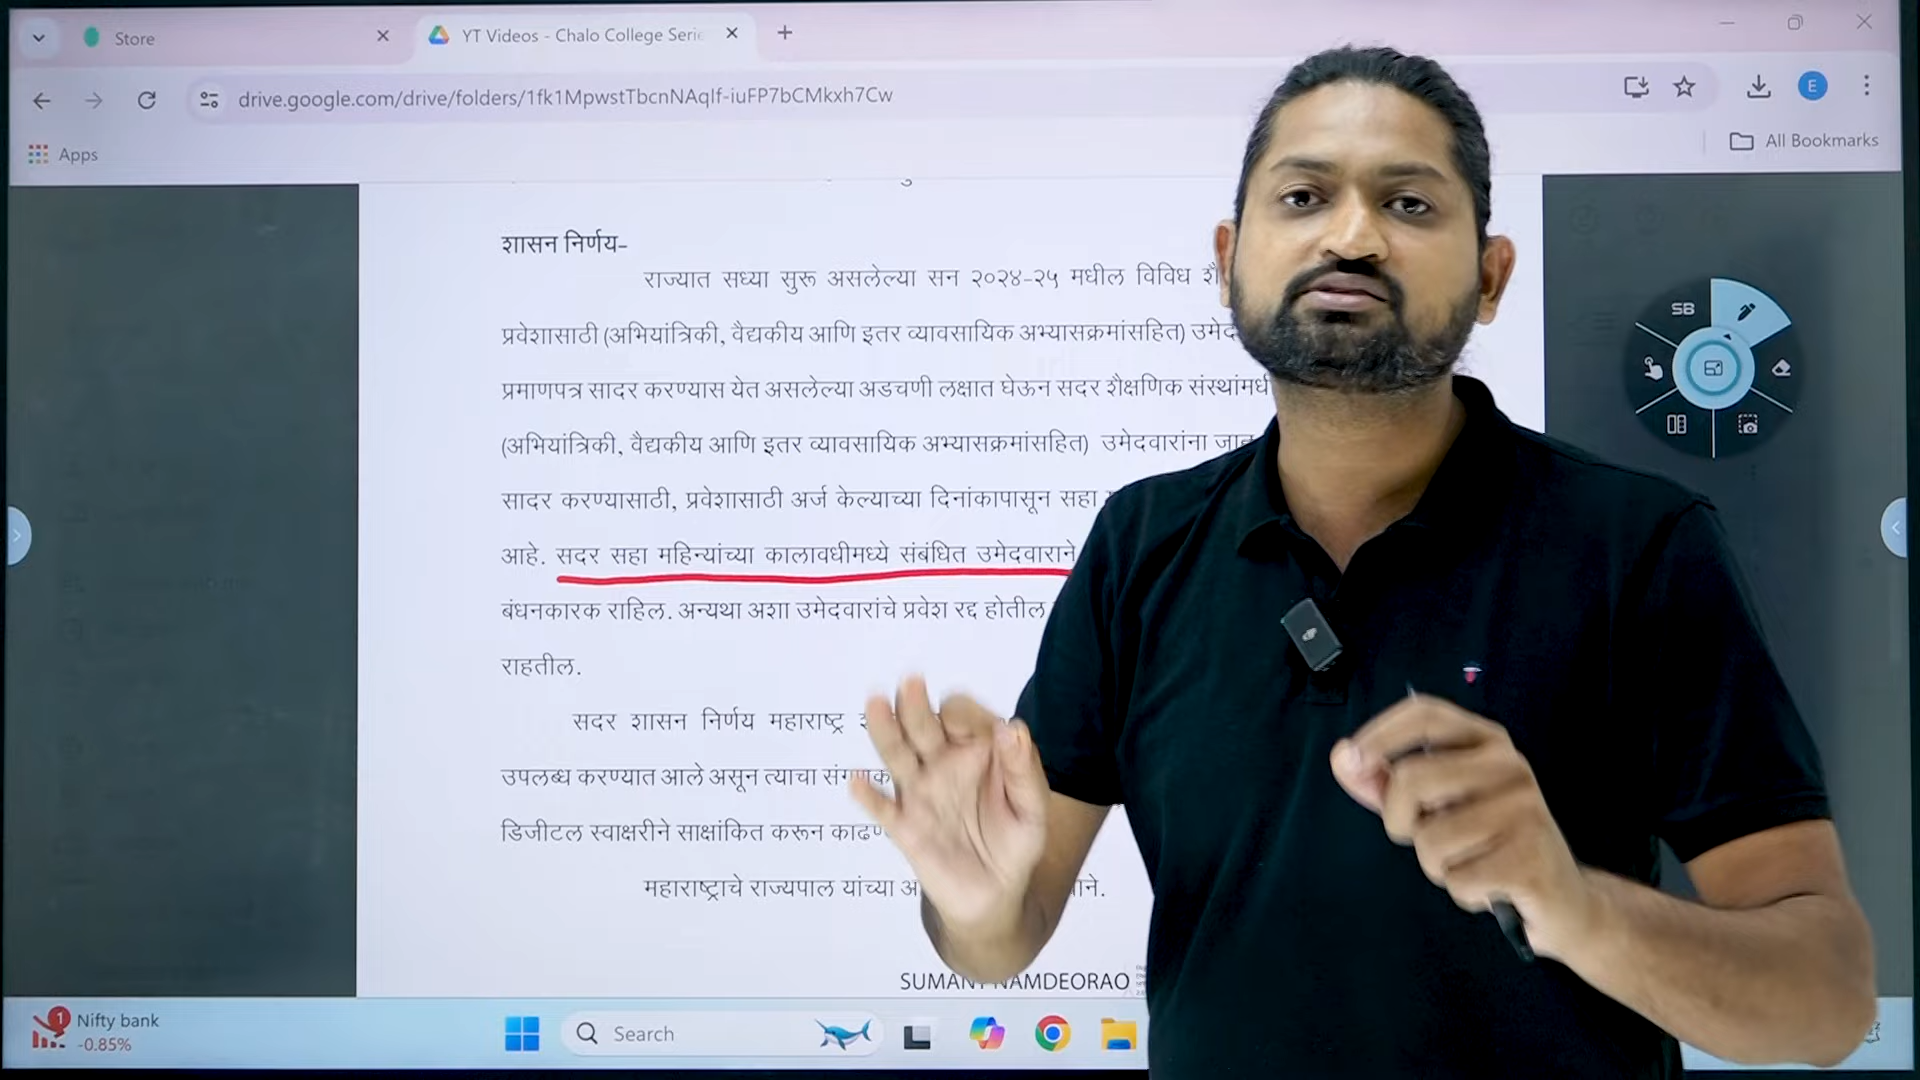 Store
YT Videos - Chalo College Serie
drive.google.com/drive/folders/1fk1MpwstTbcnNAqIf-iuFP7bCMkxh7Cw
E
Apps
All Bookmarks
शासन निर्णय-
राज्यात सध्या सुरू असलेल्या सन २०२४-२५ मधील विविध
प्रवेशासाठी (अभियांत्रिकी, वैद्यकीय आणि इतर व्यावसायिक अभ्यासक्रमांसहित)
प्रमाणपत्र सादर करण्यास येत असलेल्या अडचणी लक्षात घेऊन सदर शैक्षणिक
(अभियांत्रिकी, वैद्यकीय आणि इतर व्यावसायिक अभ्यासक्रमांसहित) उमेदवारांना
सादर करण्यासाठी, प्रवेशासाठी अर्ज केल्याच्या दिनांकापासून सहा
आहे. सदर सहा महिन्यांच्या कालावधीमध्ये संबंधित उमेदवाराने
बंधनकारक राहिल. अन्यथा अशा उमेदवारांचे प्रवेश रद्द होतील
राहतील.
सदर शासन निर्णय महाराष्ट्र
उपलब्ध करण्यात आले असून त्याचा
डिजीटल स्वाक्षरीने साक्षांकित करून
महाराष्ट्राचे राज्यपाल यांच्या
SUMANT NAMDEORAO
SB
1
Nifty bank
-0.85%
Search